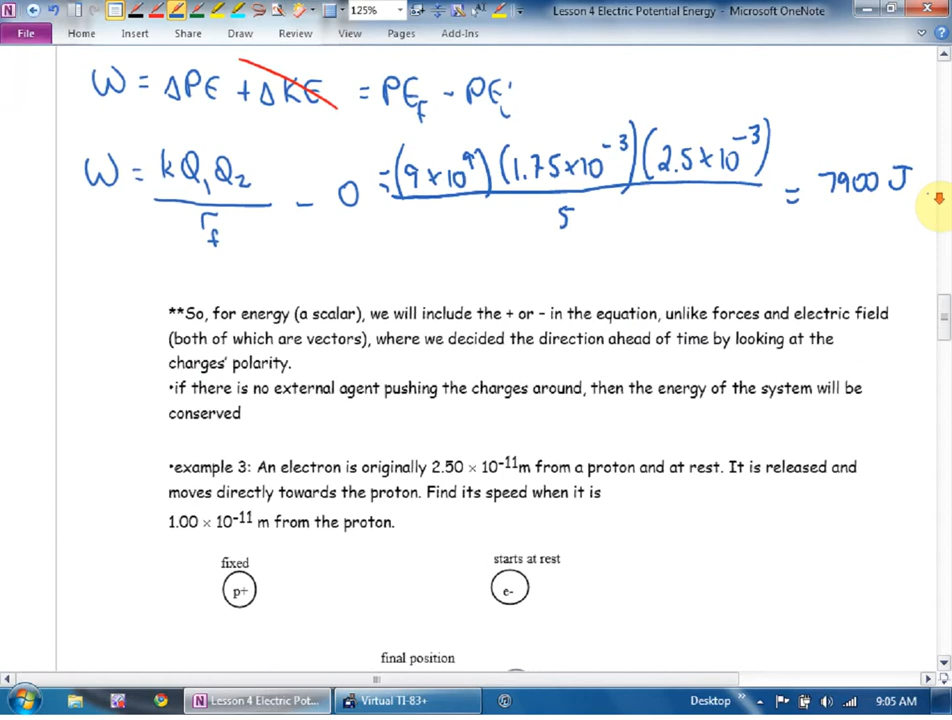 Lesson 4 Electric Potential Energy - Microsoft OneNote
125%
File Home Insert Share Draw Review View Pages Add-Ins
W = ΔPE + ΔKE = PEf - PEi
W = kQ₁Q₂ / rf - 0 = (9 × 10⁹)(1.75×10⁻³)(2.5×10⁻³) / 5 = 7900 J
**So, for energy (a scalar), we will include the + or – in the equation, unlike forces and electric field
(both of which are vectors), where we decided the direction ahead of time by looking at the
charges' polarity.
•if there is no external agent pushing the charges around, then the energy of the system will be
conserved
•example 3: An electron is originally 2.50 × 10⁻¹¹m from a proton and at rest. It is released and
moves directly towards the proton. Find its speed when it is
1.00 × 10⁻¹¹ m from the proton.
fixed
starts at rest
p+
e-
final position
Lesson 4 Electric Pot... Virtual TI-83+ Desktop 9:05 AM